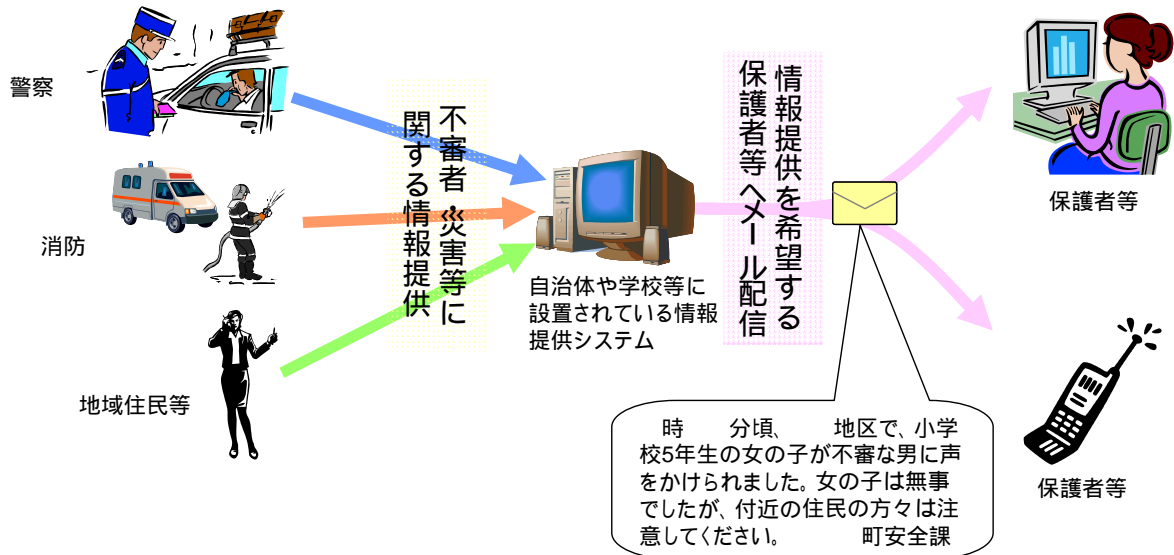 警察
消防
地域住民等
不審者・災害等に
関する情報提供
自治体や学校等に
設置されている情報
提供システム
情報提供を希望する
保護者等へメール配信
保護者等
保護者等
時　　分頃、　　地区で、小学
校5年生の女の子が不審な男に声
をかけられました。女の子は無事
でしたが、付近の住民の方々は注
意してください。　　　町安全課